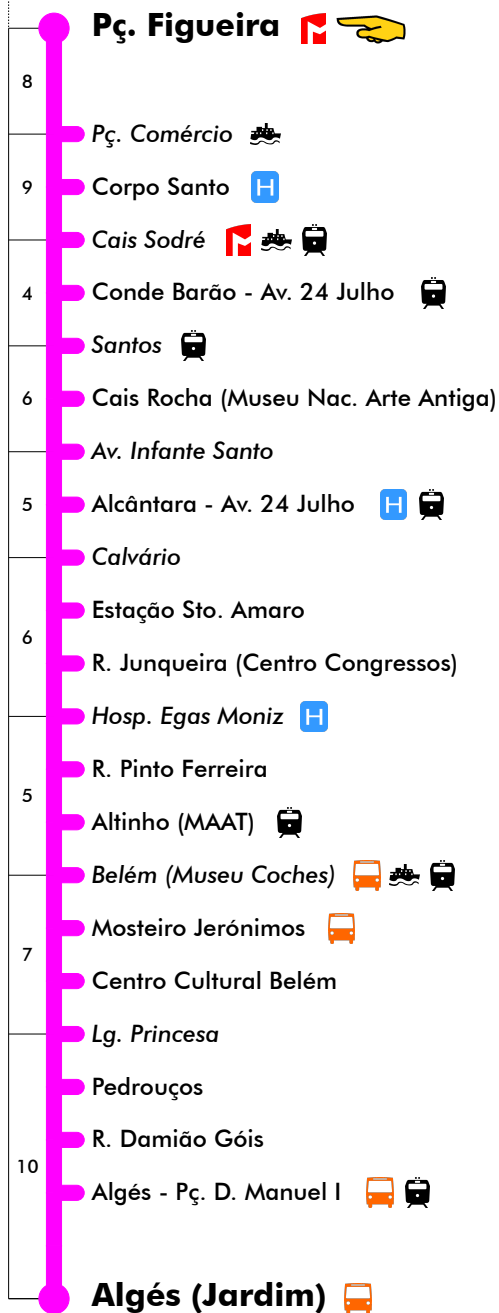 Pç. Figueira
8
Pç. Comércio
9
Corpo Santo H
Cais Sodré
4
Conde Barão - Av. 24 Julho
Santos
6
Cais Rocha (Museu Nac. Arte Antiga)
Av. Infante Santo
5
Alcântara - Av. 24 Julho H
Calvário
Estação Sto. Amaro
6
R. Junqueira (Centro Congressos)
Hosp. Egas Moniz H
R. Pinto Ferreira
5
Altinho (MAAT)
Belém (Museu Coches)
Mosteiro Jerónimos
7
Centro Cultural Belém
Lg. Princesa
Pedrouços
R. Damião Góis
10
Algés - Pç. D. Manuel I
Algés (Jardim)